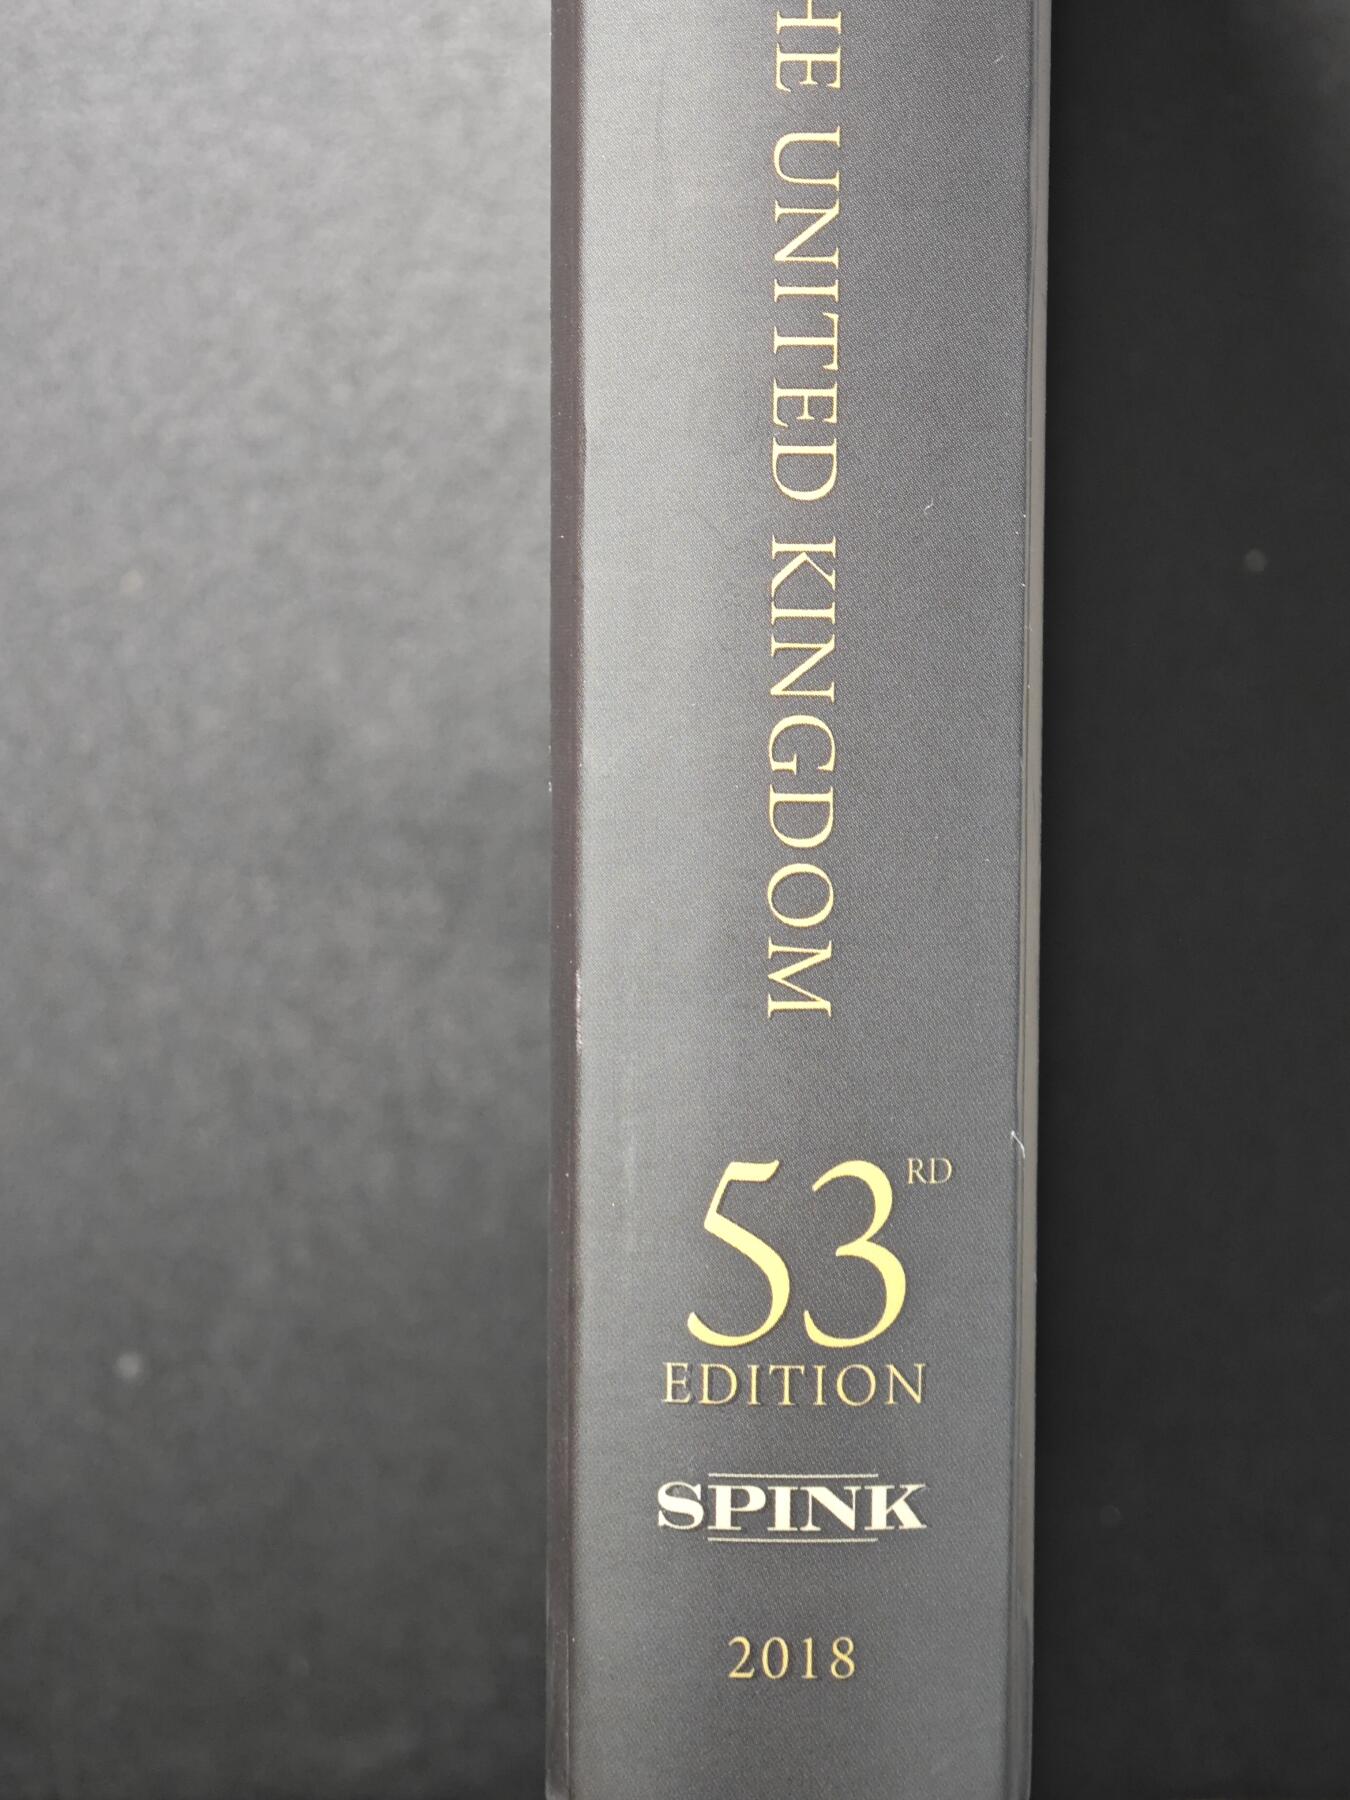 HE UNITED KINGDOM
53RD
EDITION
SPINK
2018